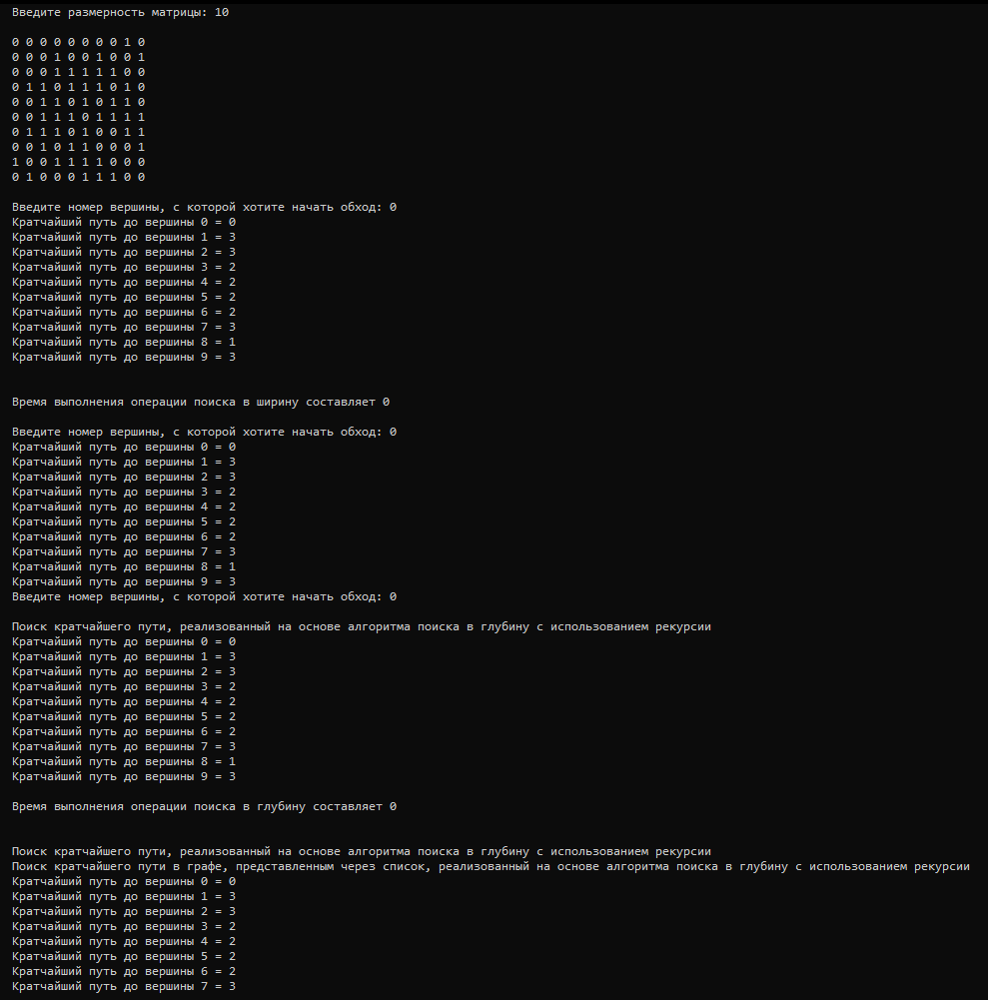 Введите размерность матрицы: 10
0 0 0 0 0 0 0 0 1 0
0 0 0 1 0 0 1 0 0 1
0 0 0 1 1 1 1 1 0 0
0 1 1 0 1 1 1 0 1 0
0 0 1 1 0 1 0 1 1 0
0 0 1 1 1 0 1 1 1 1
0 1 1 1 0 1 0 0 1 1
0 0 1 0 1 1 0 0 0 1
1 0 0 1 1 1 1 0 0 0
0 1 0 0 0 1 1 1 0 0
Введите номер вершины, с которой хотите начать обход: 0
Кратчайший путь до вершины 0 = 0
Кратчайший путь до вершины 1 = 3
Кратчайший путь до вершины 2 = 3
Кратчайший путь до вершины 3 = 2
Кратчайший путь до вершины 4 = 2
Кратчайший путь до вершины 5 = 2
Кратчайший путь до вершины 6 = 2
Кратчайший путь до вершины 7 = 3
Кратчайший путь до вершины 8 = 1
Кратчайший путь до вершины 9 = 3
Время выполнения операции поиска в ширину составляет 0
Введите номер вершины, с которой хотите начать обход: 0
Кратчайший путь до вершины 0 = 0
Кратчайший путь до вершины 1 = 3
Кратчайший путь до вершины 2 = 3
Кратчайший путь до вершины 3 = 2
Кратчайший путь до вершины 4 = 2
Кратчайший путь до вершины 5 = 2
Кратчайший путь до вершины 6 = 2
Кратчайший путь до вершины 7 = 3
Кратчайший путь до вершины 8 = 1
Кратчайший путь до вершины 9 = 3
Введите номер вершины, с которой хотите начать обход: 0
Поиск кратчайшего пути, реализованный на основе алгоритма поиска в глубину с использованием рекурсии
Кратчайший путь до вершины 0 = 0
Кратчайший путь до вершины 1 = 3
Кратчайший путь до вершины 2 = 3
Кратчайший путь до вершины 3 = 2
Кратчайший путь до вершины 4 = 2
Кратчайший путь до вершины 5 = 2
Кратчайший путь до вершины 6 = 2
Кратчайший путь до вершины 7 = 3
Кратчайший путь до вершины 8 = 1
Кратчайший путь до вершины 9 = 3
Время выполнения операции поиска в глубину составляет 0
Поиск кратчайшего пути, реализованный на основе алгоритма поиска в глубину с использованием рекурсии
Поиск кратчайшего пути в графе, представленным через список, реализованный на основе алгоритма поиска в глубину с использованием рекурсии
Кратчайший путь до вершины 0 = 0
Кратчайший путь до вершины 1 = 3
Кратчайший путь до вершины 2 = 3
Кратчайший путь до вершины 3 = 2
Кратчайший путь до вершины 4 = 2
Кратчайший путь до вершины 5 = 2
Кратчайший путь до вершины 6 = 2
Кратчайший путь до вершины 7 = 3